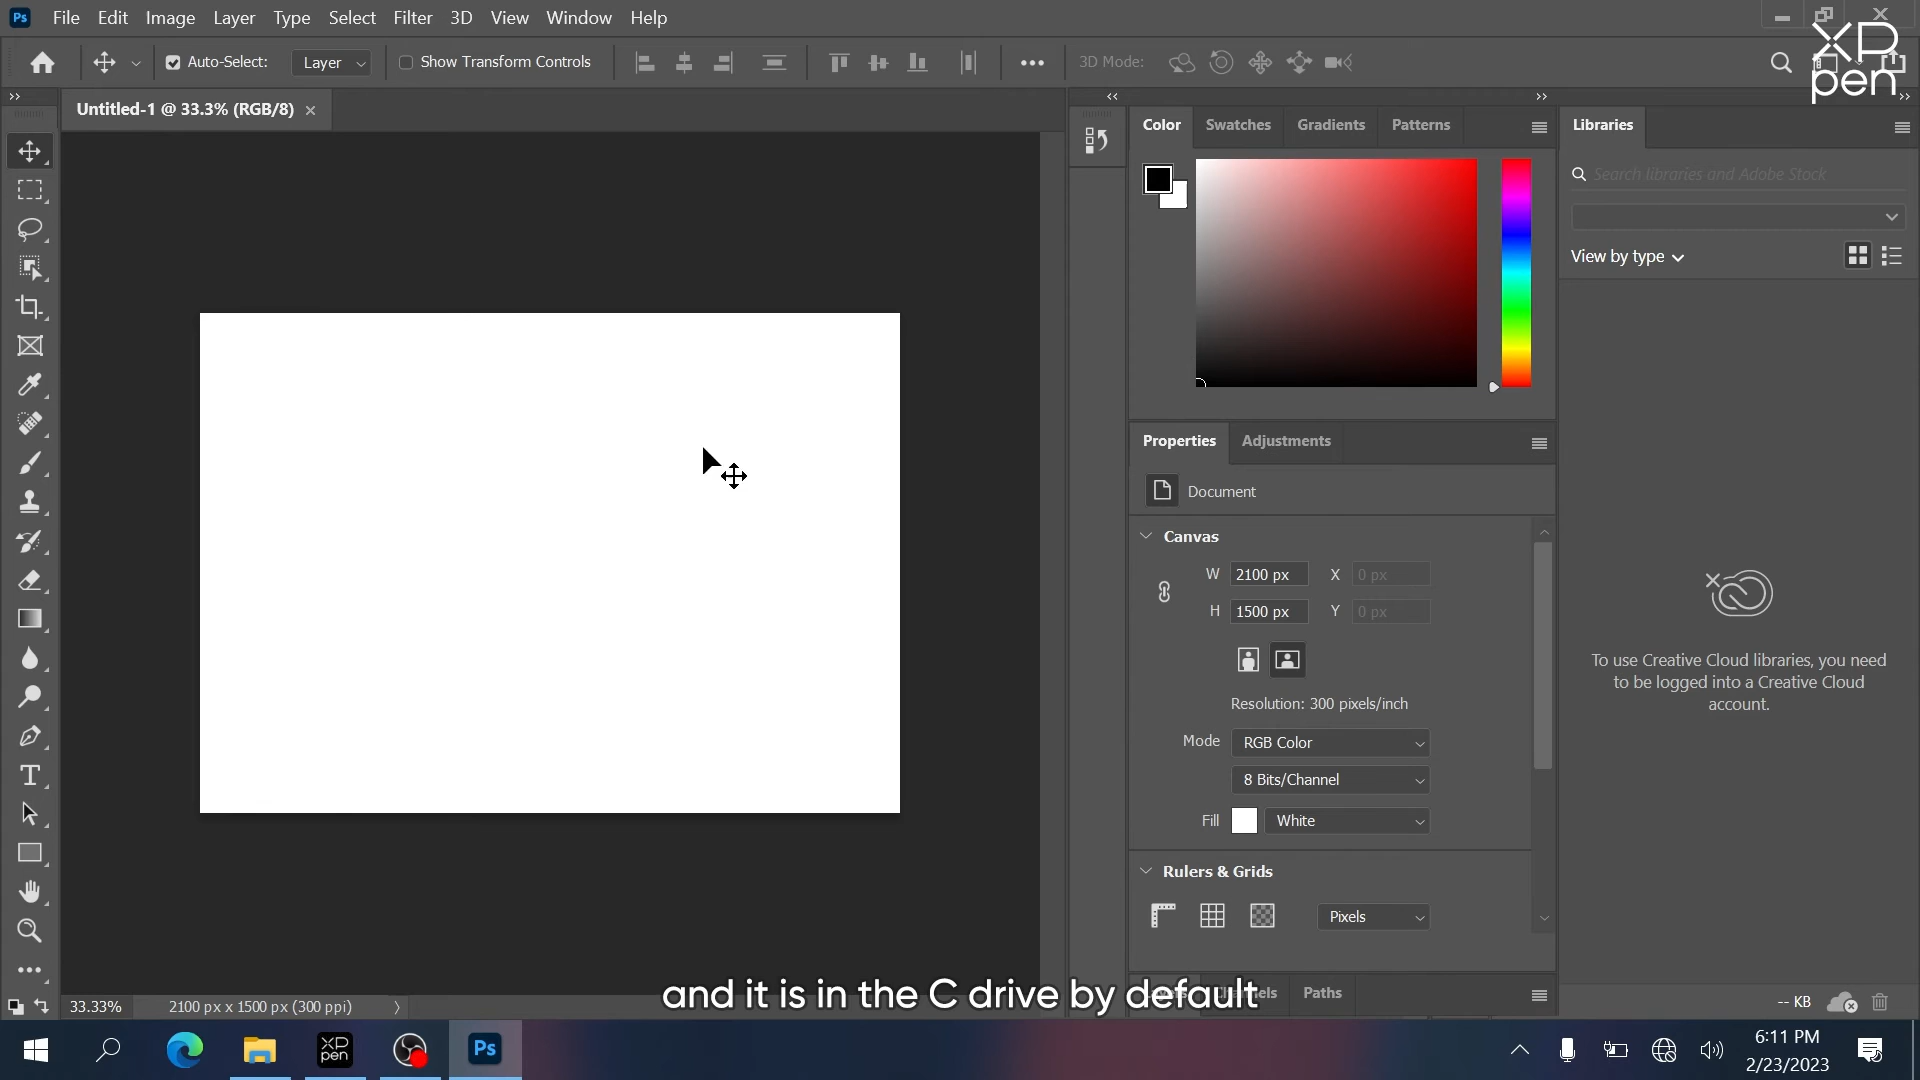 Ps File Edit Image Layer Type Select Filter 3D View Window Help
XP
pen
Auto-Select: Layer Show Transform Controls 3D Mode:
Untitled-1 @ 33.3% (RGB/8)
Color Swatches Gradients Patterns
Libraries
Search libraries and Adobe Stock
View by type
Properties Adjustments
Document
Canvas
W 2100 px X 0 px
H 1500 px Y 0 px
Resolution: 300 pixels/inch
Mode RGB Color
8 Bits/Channel
Fill White
Rulers & Grids
Pixels
To use Creative Cloud libraries, you need
to be logged into a Creative Cloud
account.
Paths
and it is in the C drive by default
33.33% 2100 px x 1500 px (300 ppi)
-- KB
XP
pen
Ps
6:11 PM
2/23/2023